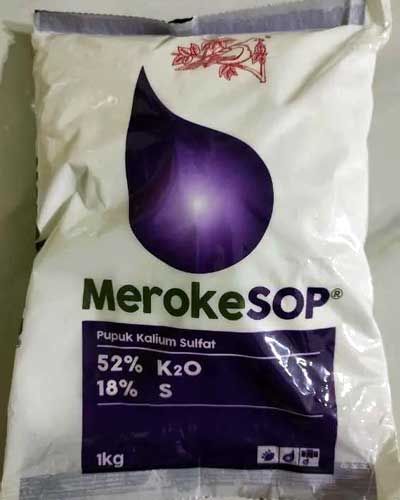 MerokeSOP®
Pupuk Kalium Sulfat
52% K2O
18% S
1kg